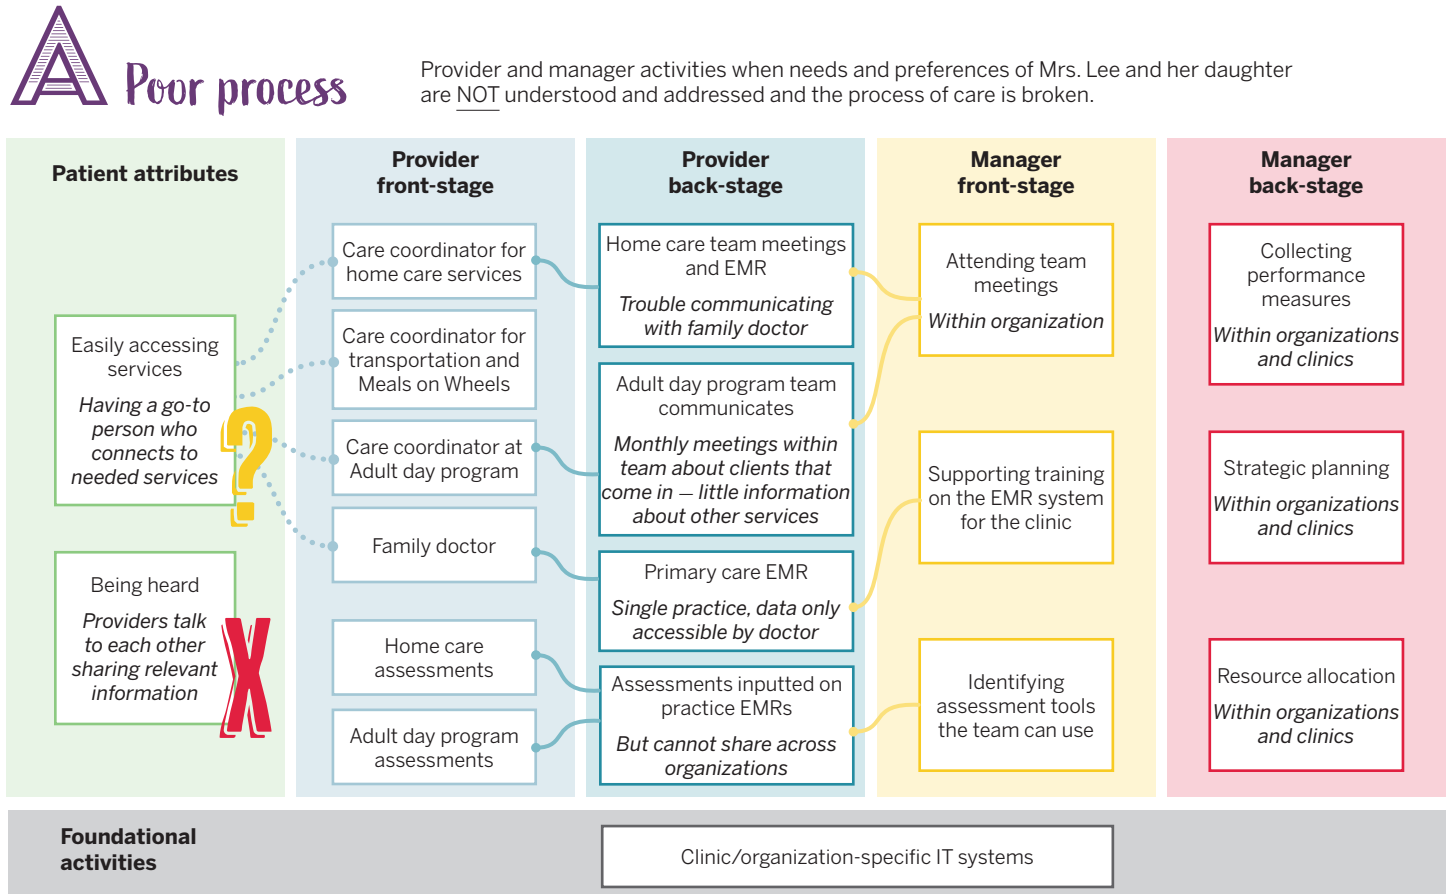 A Poor process
Provider and manager activities when needs and preferences of Mrs. Lee and her daughter
are NOT understood and addressed and the process of care is broken.
Patient attributes
Easily accessing
services
Having a go-to
person who
connects to
needed services
?
Being heard
Providers talk
to each other
sharing relevant
information
X
Provider
front-stage
Care coordinator for
home care services
Care coordinator for
transportation and
Meals on Wheels
Care coordinator at
Adult day program
Family doctor
Home care
assessments
Adult day program
assessments
Provider
back-stage
Home care team meetings
and EMR
Trouble communicating
with family doctor
Adult day program team
communicates
Monthly meetings within
team about clients that
come in – little information
about other services
Primary care EMR
Single practice, data only
accessible by doctor
Assessments inputted on
practice EMRs
But cannot share across
organizations
Manager
front-stage
Attending team
meetings
Within organization
Supporting training
on the EMR system
for the clinic
Identifying
assessment tools
the team can use
Manager
back-stage
Collecting
performance
measures
Within organizations
and clinics
Strategic planning
Within organizations
and clinics
Resource allocation
Within organizations
and clinics
Foundational
activities
Clinic/organization-specific IT systems